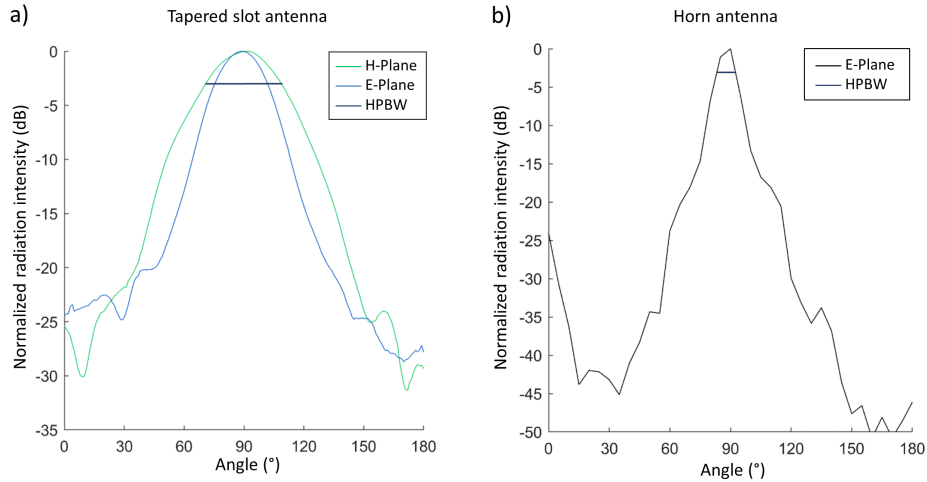 a)
Tapered slot antenna
H-Plane
E-Plane
HPBW
Normalized radiation intensity (dB)
0
-5
-10
-15
-20
-25
-30
-35
0 30 60 90 120 150 180
Angle (°)
b)
Horn antenna
E-Plane
HPBW
Normalized radiation intensity (dB)
0
-5
-10
-15
-20
-25
-30
-35
-40
-45
-50
0 30 60 90 120 150 180
Angle (°)